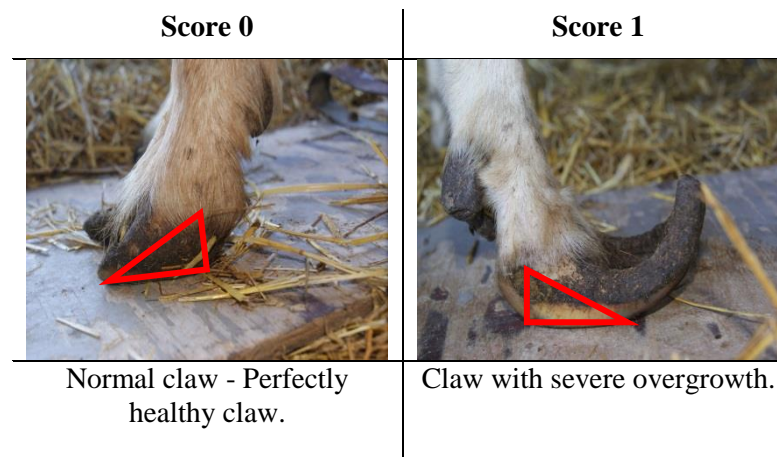 Score 0
Score 1
Normal claw - Perfectly
healthy claw.
Claw with severe overgrowth.